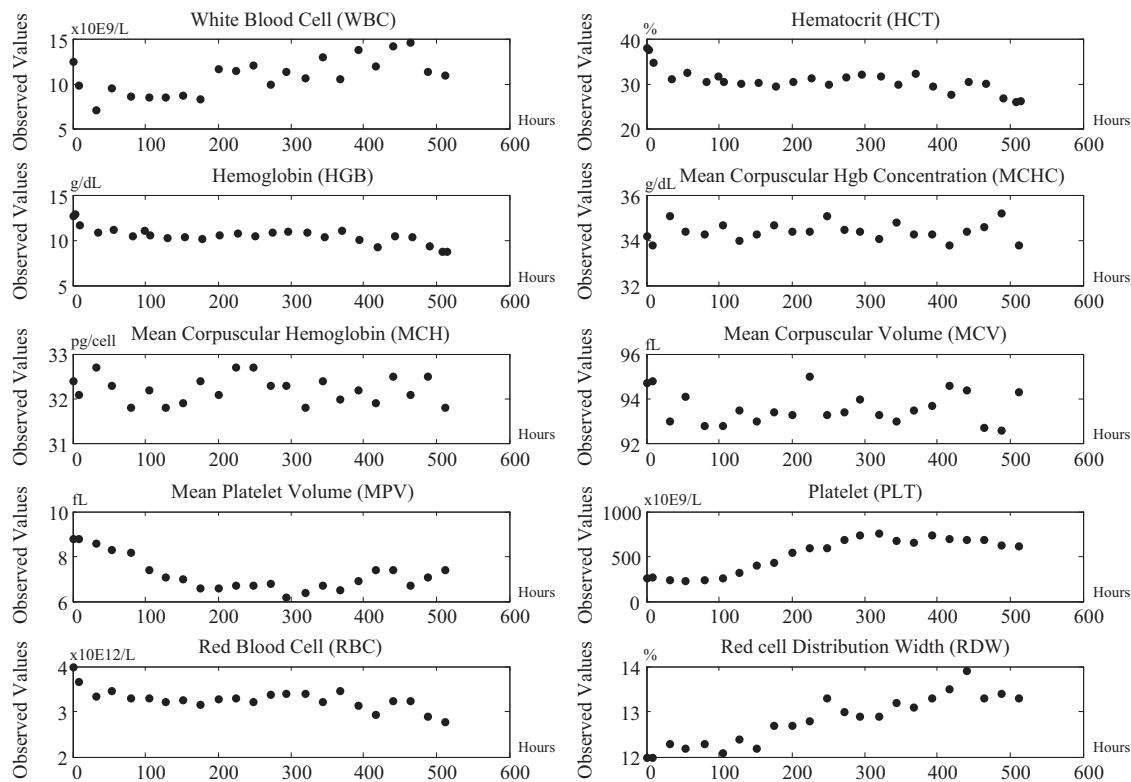 White Blood Cell (WBC)
x10E9/L
Observed Values
15
10
5
0 100 200 300 400 500 600
Hours
Hematocrit (HCT)
%
Observed Values
40
30
20
0 100 200 300 400 500 600
Hours
Hemoglobin (HGB)
g/dL
Observed Values
15
10
5
0 100 200 300 400 500 600
Hours
Mean Corpuscular Hgb Concentration (MCHC)
g/dL
Observed Values
36
34
32
0 100 200 300 400 500 600
Hours
Mean Corpuscular Hemoglobin (MCH)
pg/cell
Observed Values
33
32
31
0 100 200 300 400 500 600
Hours
Mean Corpuscular Volume (MCV)
fL
Observed Values
96
94
92
0 100 200 300 400 500 600
Hours
Mean Platelet Volume (MPV)
fL
Observed Values
10
8
6
0 100 200 300 400 500 600
Hours
Platelet (PLT)
x10E9/L
Observed Values
1000
500
0
0 100 200 300 400 500 600
Hours
Red Blood Cell (RBC)
x10E12/L
Observed Values
4
3
2
0 100 200 300 400 500 600
Hours
Red cell Distribution Width (RDW)
%
Observed Values
14
13
12
0 100 200 300 400 500 600
Hours